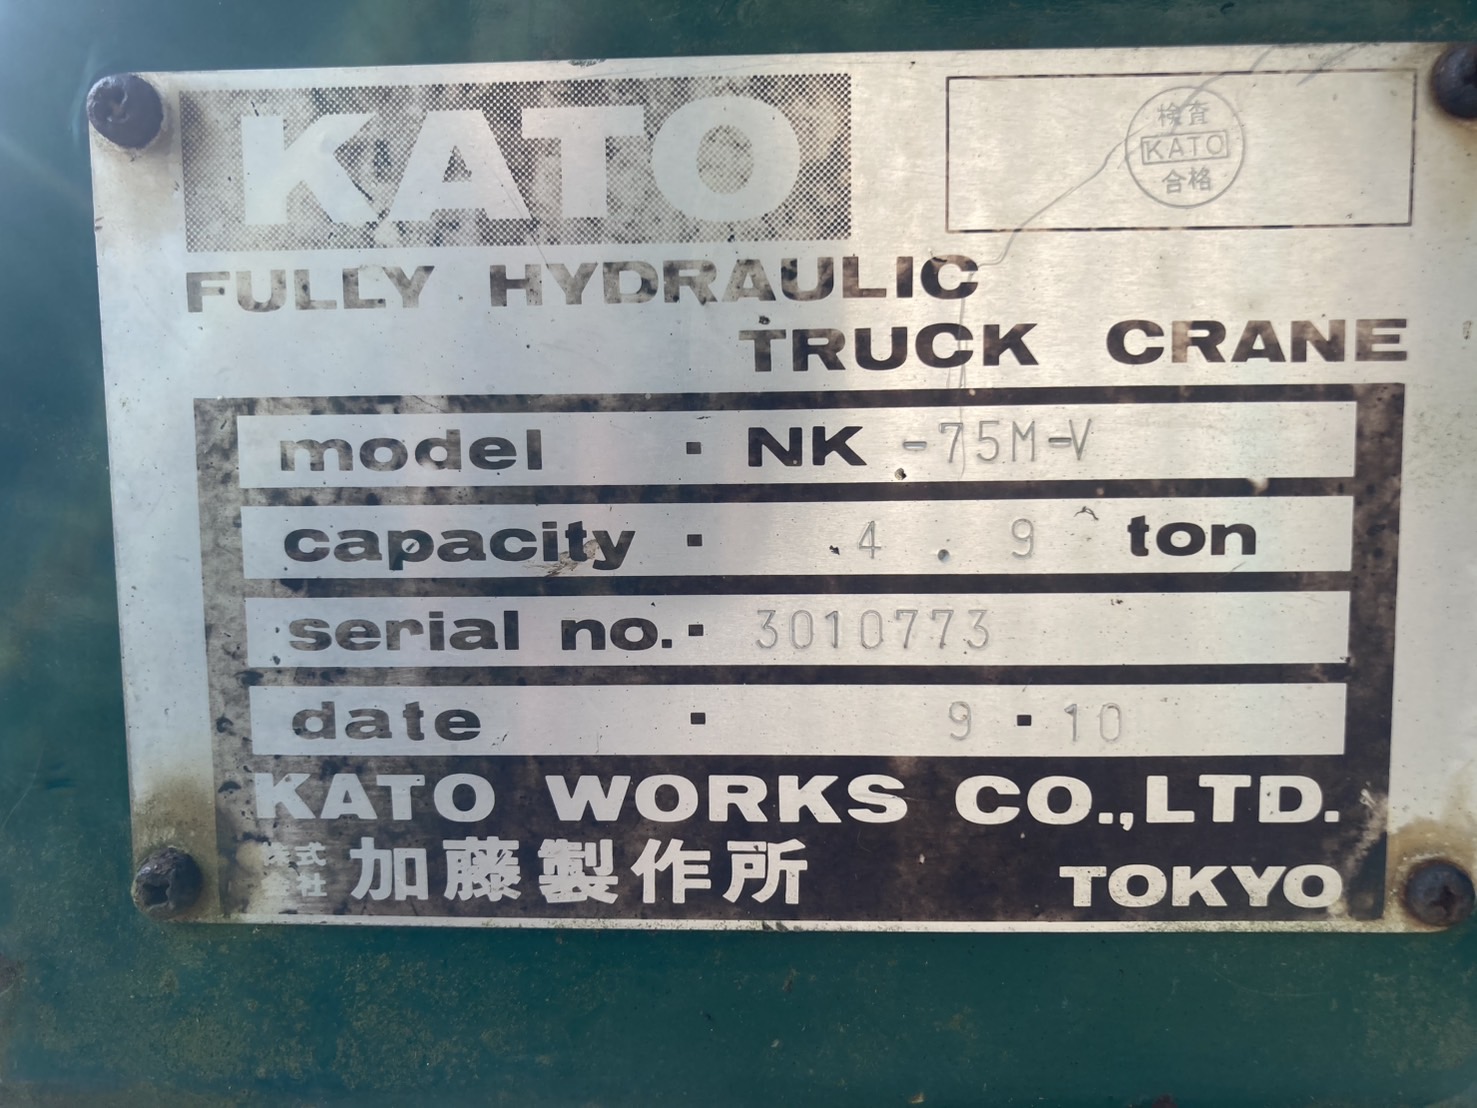 KATO
検査
KATO
合格
FULLY HYDRAULIC
TRUCK CRANE
model · NK -75M-V
capacity · 4.9 ton
serial no. · 3010773
date · 9 · 10
KATO WORKS CO.,LTD.
株式会社 加藤製作所 TOKYO